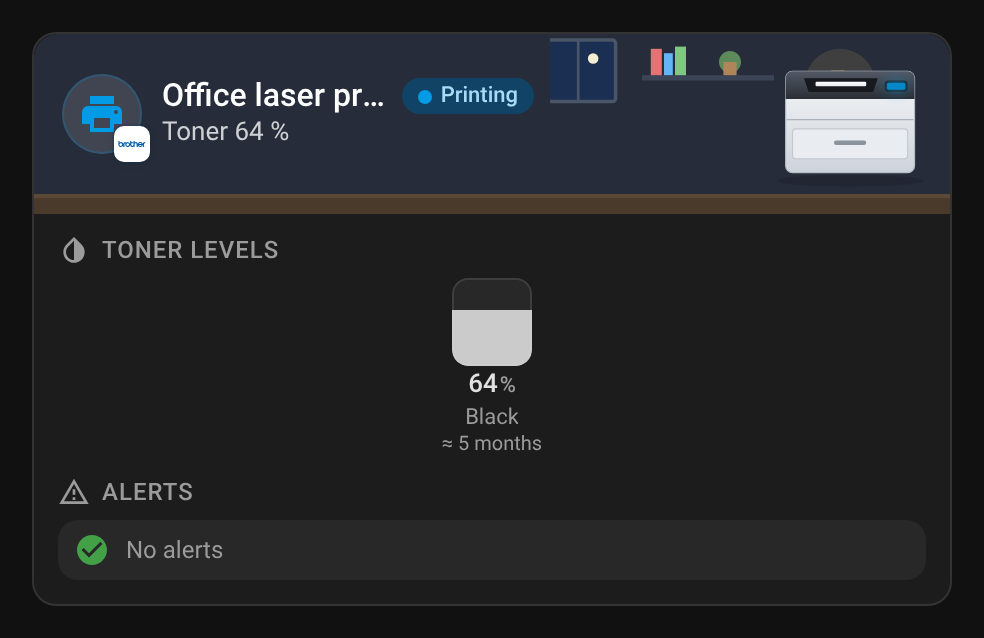 Office laser pr...
Printing
Toner 64 %
brother
TONER LEVELS
64%
Black
≈ 5 months
ALERTS
No alerts